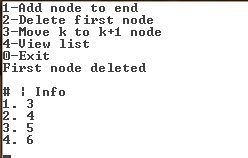 1-Add node to end
2-Delete first node
3-Move k to k+1 node
4-View list
0-Exit
First node deleted
# ¦ Info
1. 3
2. 4
3. 5
4. 6